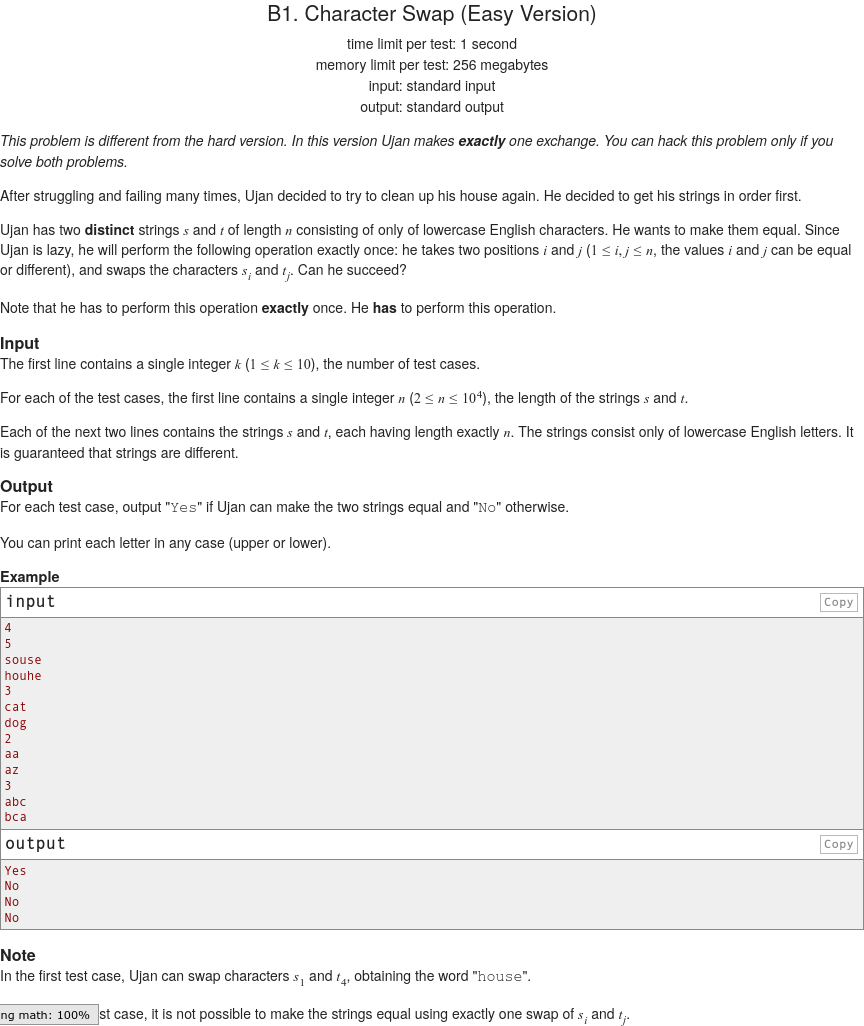 B1. Character Swap (Easy Version)
time limit per test: 1 second
memory limit per test: 256 megabytes
input: standard input
output: standard output
This problem is different from the hard version. In this version Ujan makes exactly one exchange. You can hack this problem only if you
solve both problems.
After struggling and failing many times, Ujan decided to try to clean up his house again. He decided to get his strings in order first.
Ujan has two distinct strings s and t of length n consisting of only of lowercase English characters. He wants to make them equal. Since
Ujan is lazy, he will perform the following operation exactly once: he takes two positions i and j (1 ≤ i, j ≤ n, the values i and j can be equal
or different), and swaps the characters s_i and t_j. Can he succeed?
Note that he has to perform this operation exactly once. He has to perform this operation.
Input
The first line contains a single integer k (1 ≤ k ≤ 10), the number of test cases.
For each of the test cases, the first line contains a single integer n (2 ≤ n ≤ 10^4), the length of the strings s and t.
Each of the next two lines contains the strings s and t, each having length exactly n. The strings consist only of lowercase English letters. It
is guaranteed that strings are different.
Output
For each test case, output "Yes" if Ujan can make the two strings equal and "No" otherwise.
You can print each letter in any case (upper or lower).
Example
input Copy
4
5
souse
houhe
3
cat
dog
2
aa
az
3
abc
bca
output Copy
Yes
No
No
No
Note
In the first test case, Ujan can swap characters s_1 and t_4, obtaining the word "house".
ng math: 100% st case, it is not possible to make the strings equal using exactly one swap of s_i and t_j.